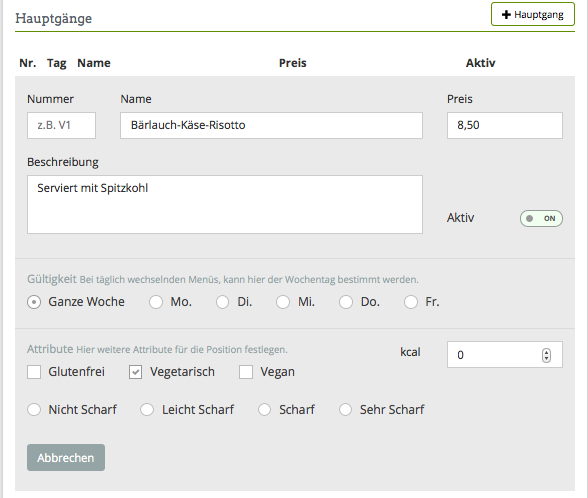 Hauptgänge
+ Hauptgang
Nr. Tag Name Preis Aktiv
Nummer Name Preis
z.B. V1 Bärlauch-Käse-Risotto 8,50
Beschreibung
Serviert mit Spitzkohl
Aktiv ON
Gültigkeit Bei täglich wechselnden Menüs, kann hier der Wochentag bestimmt werden.
Ganze Woche Mo. Di. Mi. Do. Fr.
Attribute Hier weitere Attribute für die Position festlegen.
kcal 0
Glutenfrei Vegetarisch Vegan
Nicht Scharf Leicht Scharf Scharf Sehr Scharf
Abbrechen